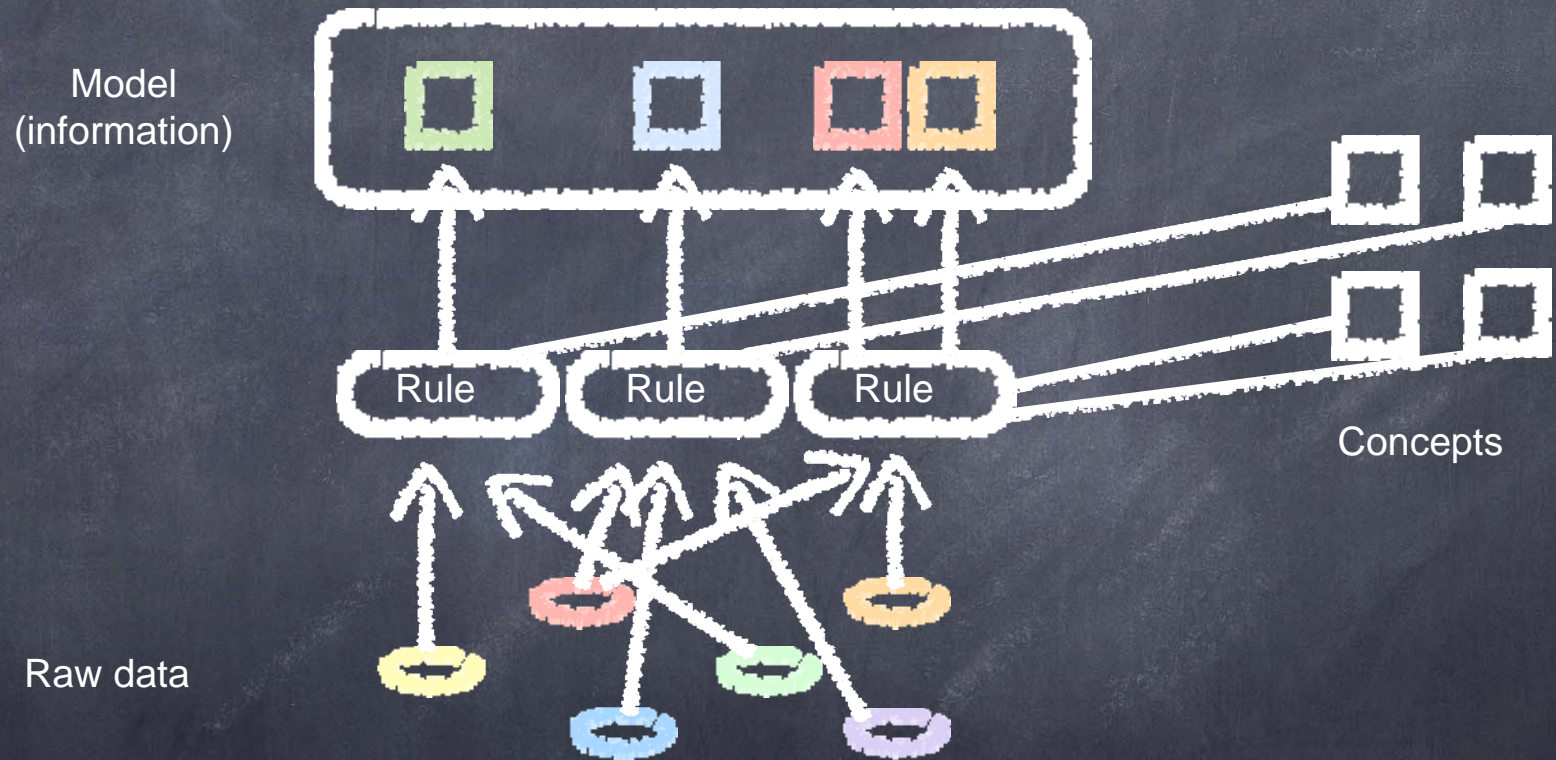 Model
(information)
Rule
Rule
Rule
Concepts
Raw data